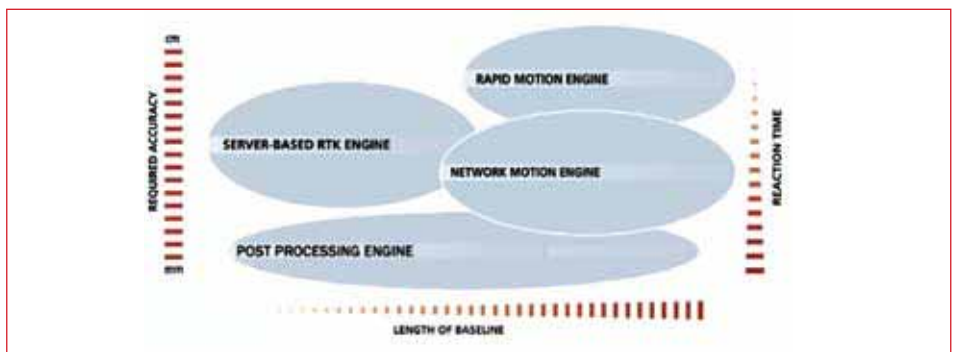 cm
RAPID MOTION ENGINE
REQUIRED ACCURACY
SERVER-BASED RTK ENGINE
NETWORK MOTION ENGINE
REACTION TIME
POST PROCESSING ENGINE
mm
LENGTH OF BASELINE